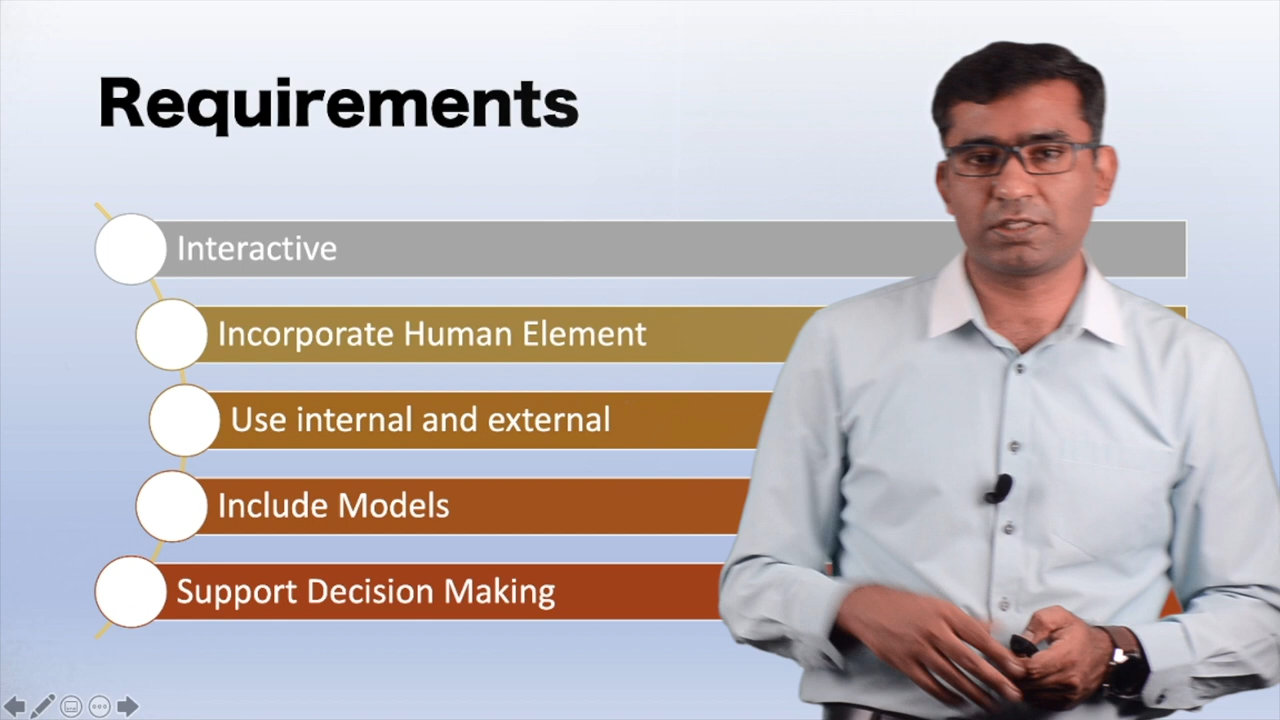 Requirements
Interactive
Incorporate Human Element
Use internal and external
Include Models
Support Decision Making